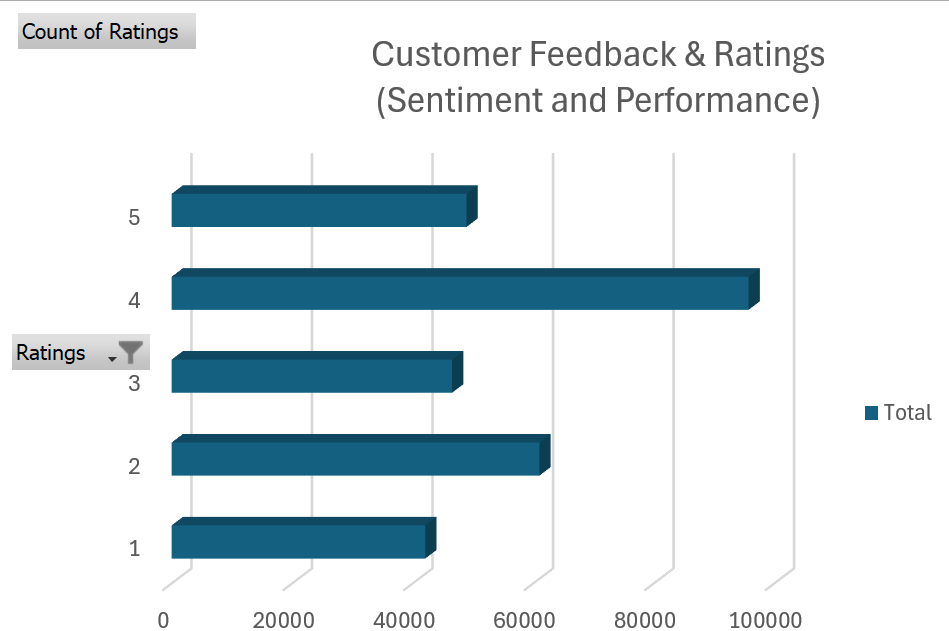 Count of Ratings
Customer Feedback & Ratings
(Sentiment and Performance)
5
4
Ratings
3
2
1
Total
0 20000 40000 60000 80000 100000